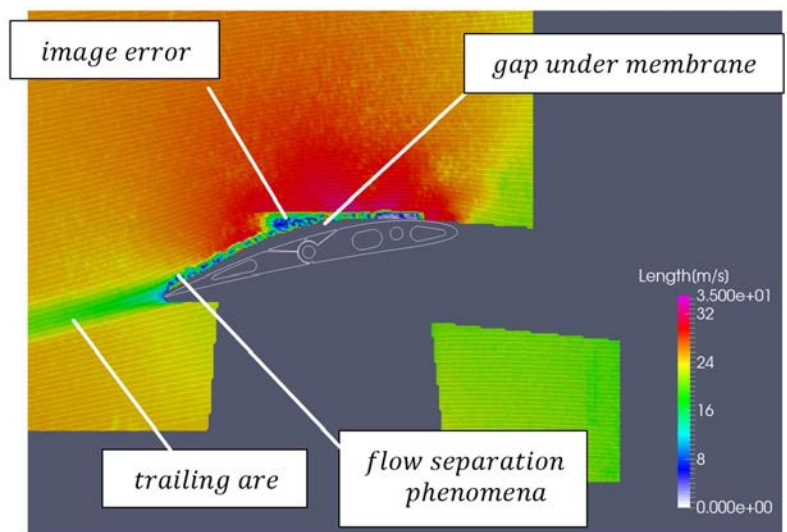 image error
gap under membrane
Length[m/s]
3.500e+01
32
24
16
8
0.000e+00
trailing are
flow separation
phenomena